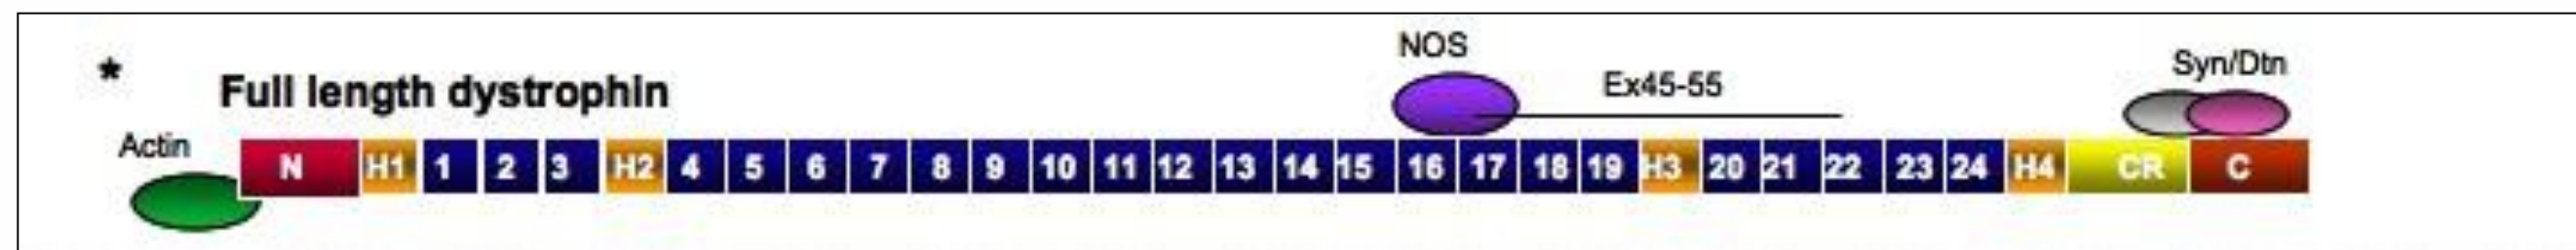 NOS
Syn/Dtn
*
Full length dystrophin
Ex45-55
Actin
N H1 1 2 3 H2 4 5 6 7 8 9 10 11 12 13 14 15 16 17 18 19 H3 20 21 22 23 24 H4 CR C